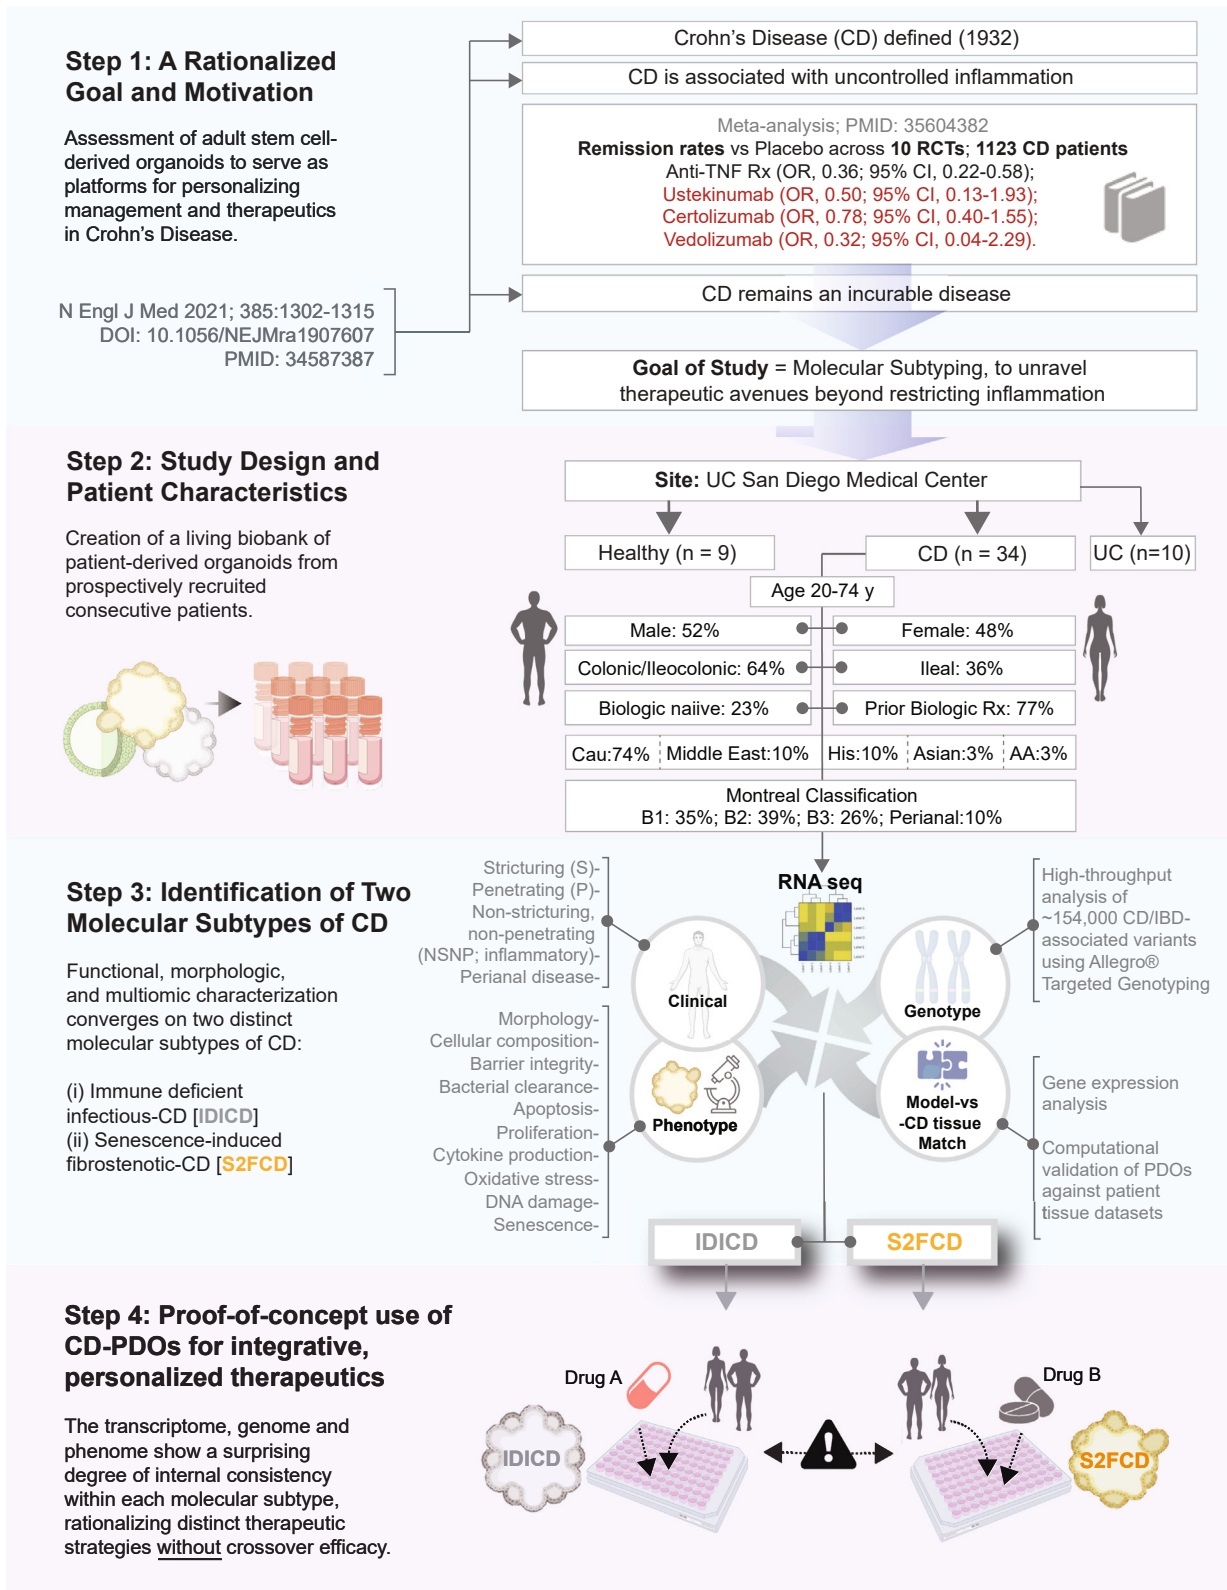 Step 1: A Rationalized
Goal and Motivation
Assessment of adult stem cell-
derived organoids to serve as
platforms for personalizing
management and therapeutics
in Crohn's Disease.
N Engl J Med 2021; 385:1302-1315
DOI: 10.1056/NEJMra1907607
PMID: 34587387
Crohn's Disease (CD) defined (1932)
CD is associated with uncontrolled inflammation
Meta-analysis; PMID: 35604382
Remission rates vs Placebo across 10 RCTs; 1123 CD patients
Anti-TNF Rx (OR, 0.36; 95% CI, 0.22-0.58);
Ustekinumab (OR, 0.50; 95% CI, 0.13-1.93);
Certolizumab (OR, 0.78; 95% CI, 0.40-1.55);
Vedolizumab (OR, 0.32; 95% CI, 0.04-2.29).
CD remains an incurable disease
Goal of Study = Molecular Subtyping, to unravel
therapeutic avenues beyond restricting inflammation
Step 2: Study Design and
Patient Characteristics
Creation of a living biobank of
patient-derived organoids from
prospectively recruited
consecutive patients.
Site: UC San Diego Medical Center
Healthy (n = 9)
CD (n = 34)
UC (n=10)
Age 20-74 y
Male: 52%
Female: 48%
Colonic/Ileocolonic: 64%
Ileal: 36%
Biologic naiive: 23%
Prior Biologic Rx: 77%
Cau:74%
Middle East:10%
His:10%
Asian:3%
AA:3%
Montreal Classification
B1: 35%; B2: 39%; B3: 26%; Perianal:10%
Step 3: Identification of Two
Molecular Subtypes of CD
Functional, morphologic,
and multiomic characterization
converges on two distinct
molecular subtypes of CD:
(i) Immune deficient
infectious-CD [IDICD]
(ii) Senescence-induced
fibrostenotic-CD [S2FCD]
Stricturing (S)-
Penetrating (P)-
Non-stricturing,
non-penetrating
(NSNP; inflammatory)-
Perianal disease-
Morphology-
Cellular composition-
Barrier integrity-
Bacterial clearance-
Apoptosis-
Proliferation-
Cytokine production-
Oxidative stress-
DNA damage-
Senescence-
RNA seq
Clinical
Genotype
Phenotype
Model-vs
-CD tissue
Match
High-throughput
analysis of
~154,000 CD/IBD-
associated variants
using Allegro®
Targeted Genotyping
Gene expression
analysis
Computational
validation of PDOs
against patient
tissue datasets
IDICD
S2FCD
Step 4: Proof-of-concept use of
CD-PDOs for integrative,
personalized therapeutics
The transcriptome, genome and
phenome show a surprising
degree of internal consistency
within each molecular subtype,
rationalizing distinct therapeutic
strategies without crossover efficacy.
Drug A
Drug B
IDICD
S2FCD